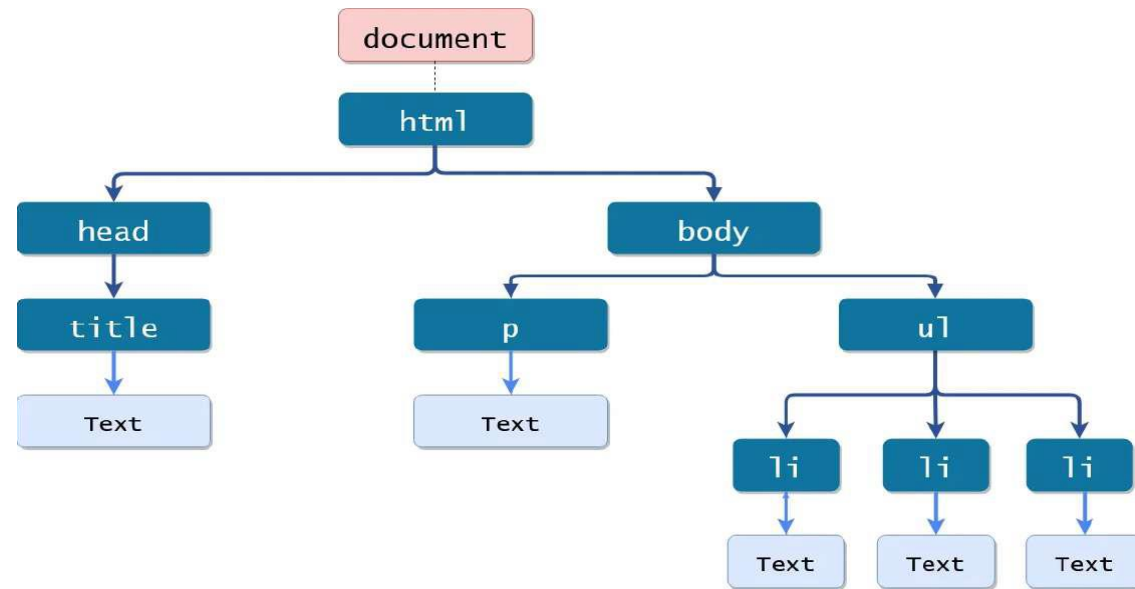 document
html
head
body
title
p
ul
Text
Text
li
li
li
Text
Text
Text